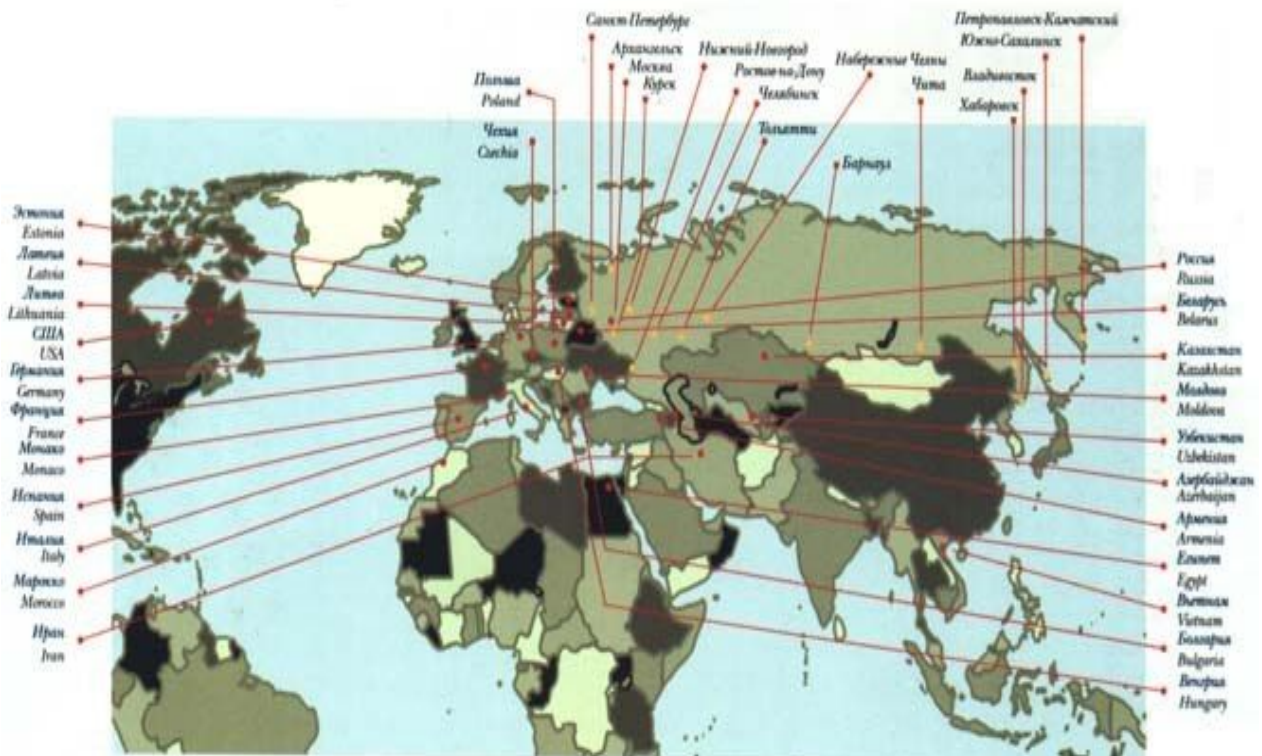 Санкт-Петербург
Архангельск
Москва
Курск
Нижний-Новгород
Ростов-на-Дону
Челябинск
Тольятти
Набережные Челны
Чита
Барнаул
Петропавловск-Камчатский
Южно-Сахалинск
Владивосток
Хабаровск
Польша
Poland
Чехия
Czechia
Эстония
Estonia
Латвия
Latvia
Литва
Lithuania
США
USA
Германия
Germany
Франция
France
Монако
Monaco
Испания
Spain
Италия
Italy
Марокко
Morocco
Иран
Iran
Россия
Russia
Беларусь
Belarus
Казахстан
Kazakhstan
Молдова
Moldova
Узбекистан
Uzbekistan
Азербайджан
Azerbaijan
Армения
Armenia
Египет
Egypt
Вьетнам
Vietnam
Болгария
Bulgaria
Венгрия
Hungary